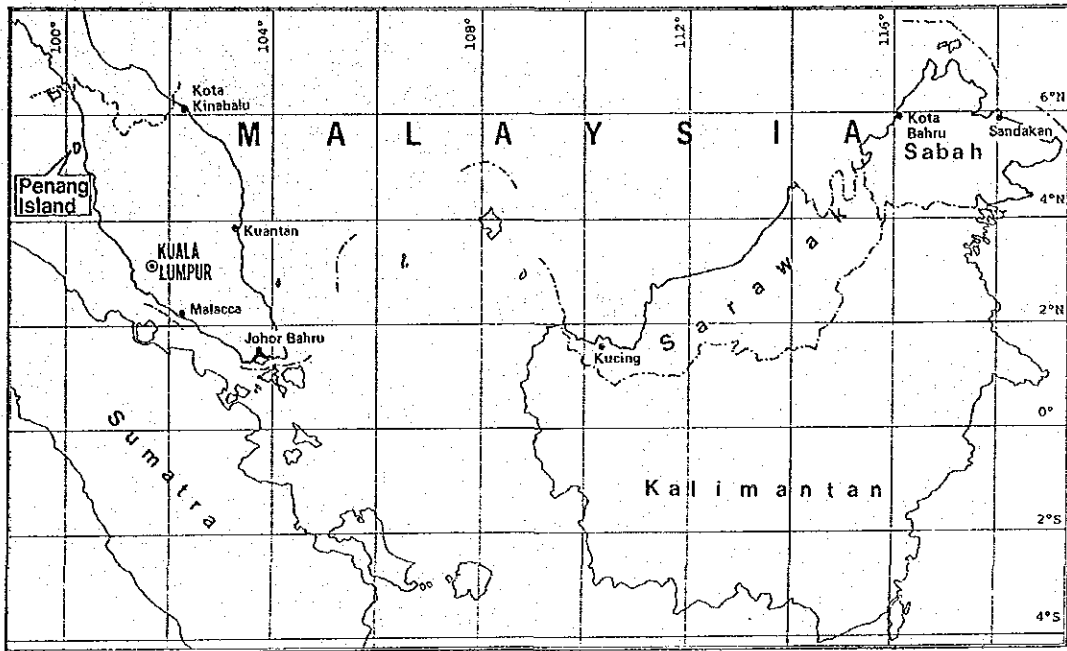 100°
104°
108°
112°
116°
Kota
Kinabalu
6°N
M A L A Y S I A
Kota
Bahru
Sandakan
Sabah
Penang
Island
4°N
Kuantan
KUALA
LUMPUR
Sarawak
Malacca
2°N
Johor Bahru
Kucing
0°
Sumatra
Kalimantan
2°S
4°S